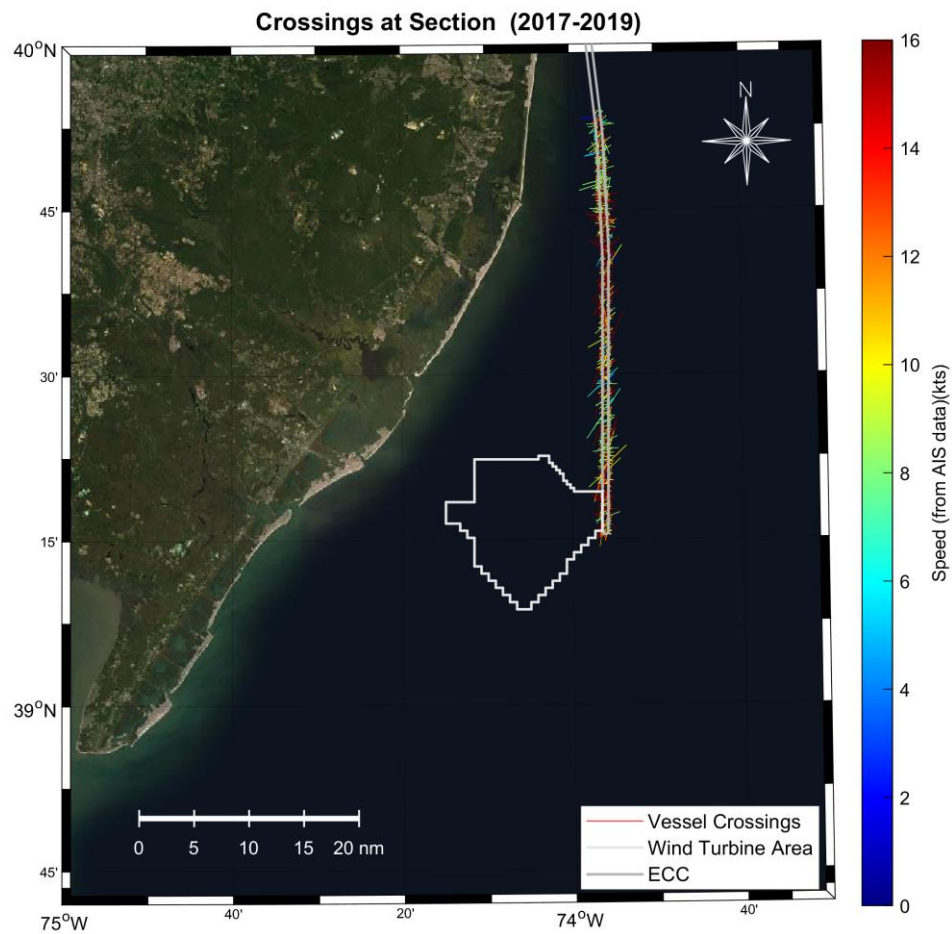 Crossings at Section (2017-2019)
40°N
45'
30'
15'
39°N
45'
75°W
40'
20'
74°W
40'
N
0 5 10 15 20 nm
Vessel Crossings
Wind Turbine Area
ECC
16
14
12
10
8
6
4
2
0
Speed (from AIS data)(kts)